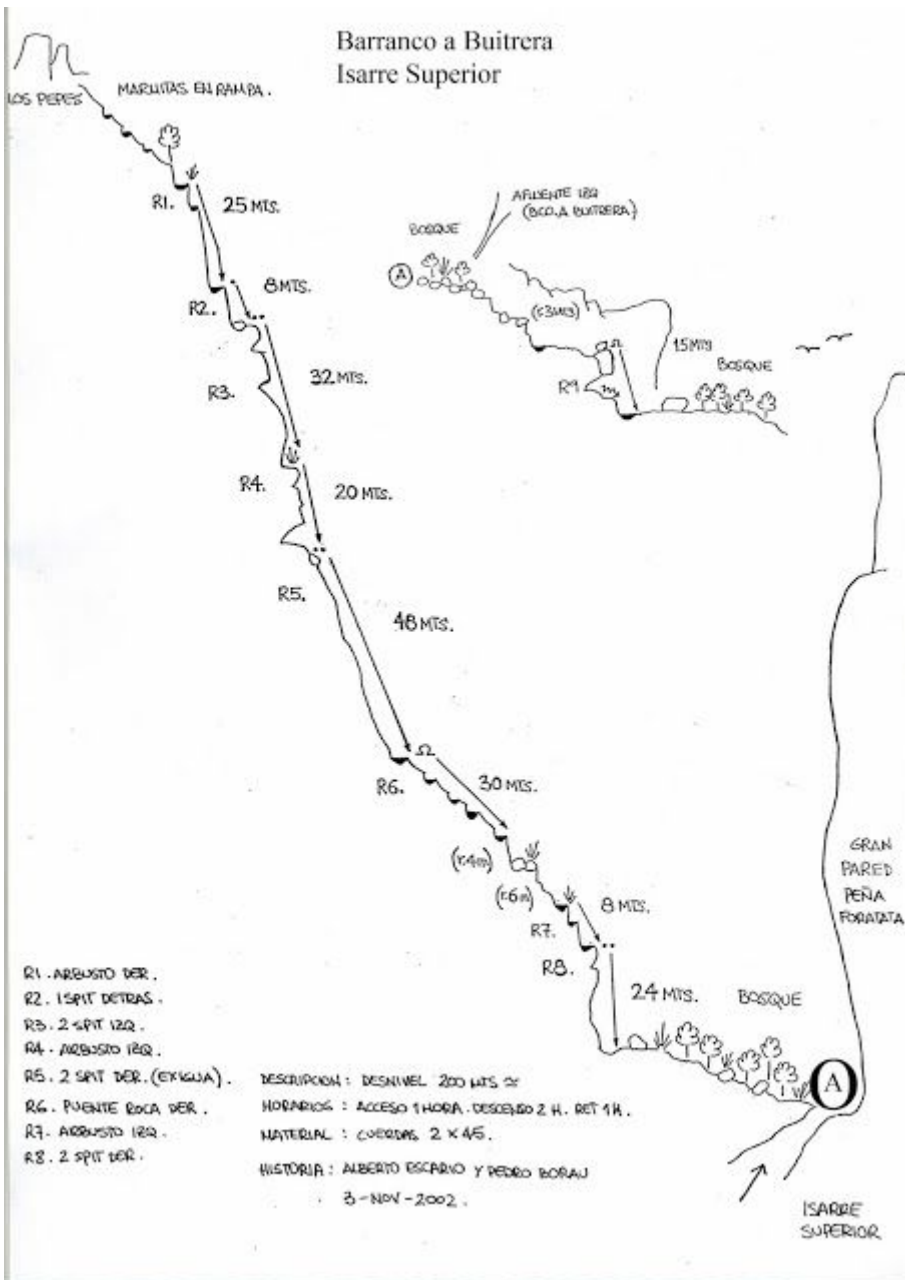 Barranco a Buitrera
Isarre Superior
LOS PEPES
MARMITAS EN RAMPA.
R1.
25 MTS.
R2.
8 MTS.
R3.
32 MTS.
R4.
20 MTS.
R5.
48 MTS.
R6.
30 MTS.
(r.4m)
(r.6m)
R7.
8 MTS.
R8.
24 MTS.
BOSQUE
A
ISARRE
SUPERIOR
GRAN
PARED
PEÑA
FORATATA
AFLUENTE IZQ
(BCO. A BUITRERA)
BOSQUE
A
(r.3MTS)
R9
15 MTS
BOSQUE
R1. ARBUSTO DER.
R2. 1 SPIT DETRAS.
R3. 2 SPIT IZQ.
R4. ARBUSTO IZQ.
R5. 2 SPIT DER. (EXIGUA).
R6. PUENTE ROCA DER.
R7. ARBUSTO IZQ.
R8. 2 SPIT DER.
DESCRIPCION: DESNIVEL 200 MTS ≃
HORARIOS: ACCESO 1 HORA. DESCENSO 2 H. RET 1 H.
MATERIAL: CUERDAS 2 x 45.
HISTORIA: ALBERTO ESCARIO Y PEDRO BORAU
3-NOV-2002.